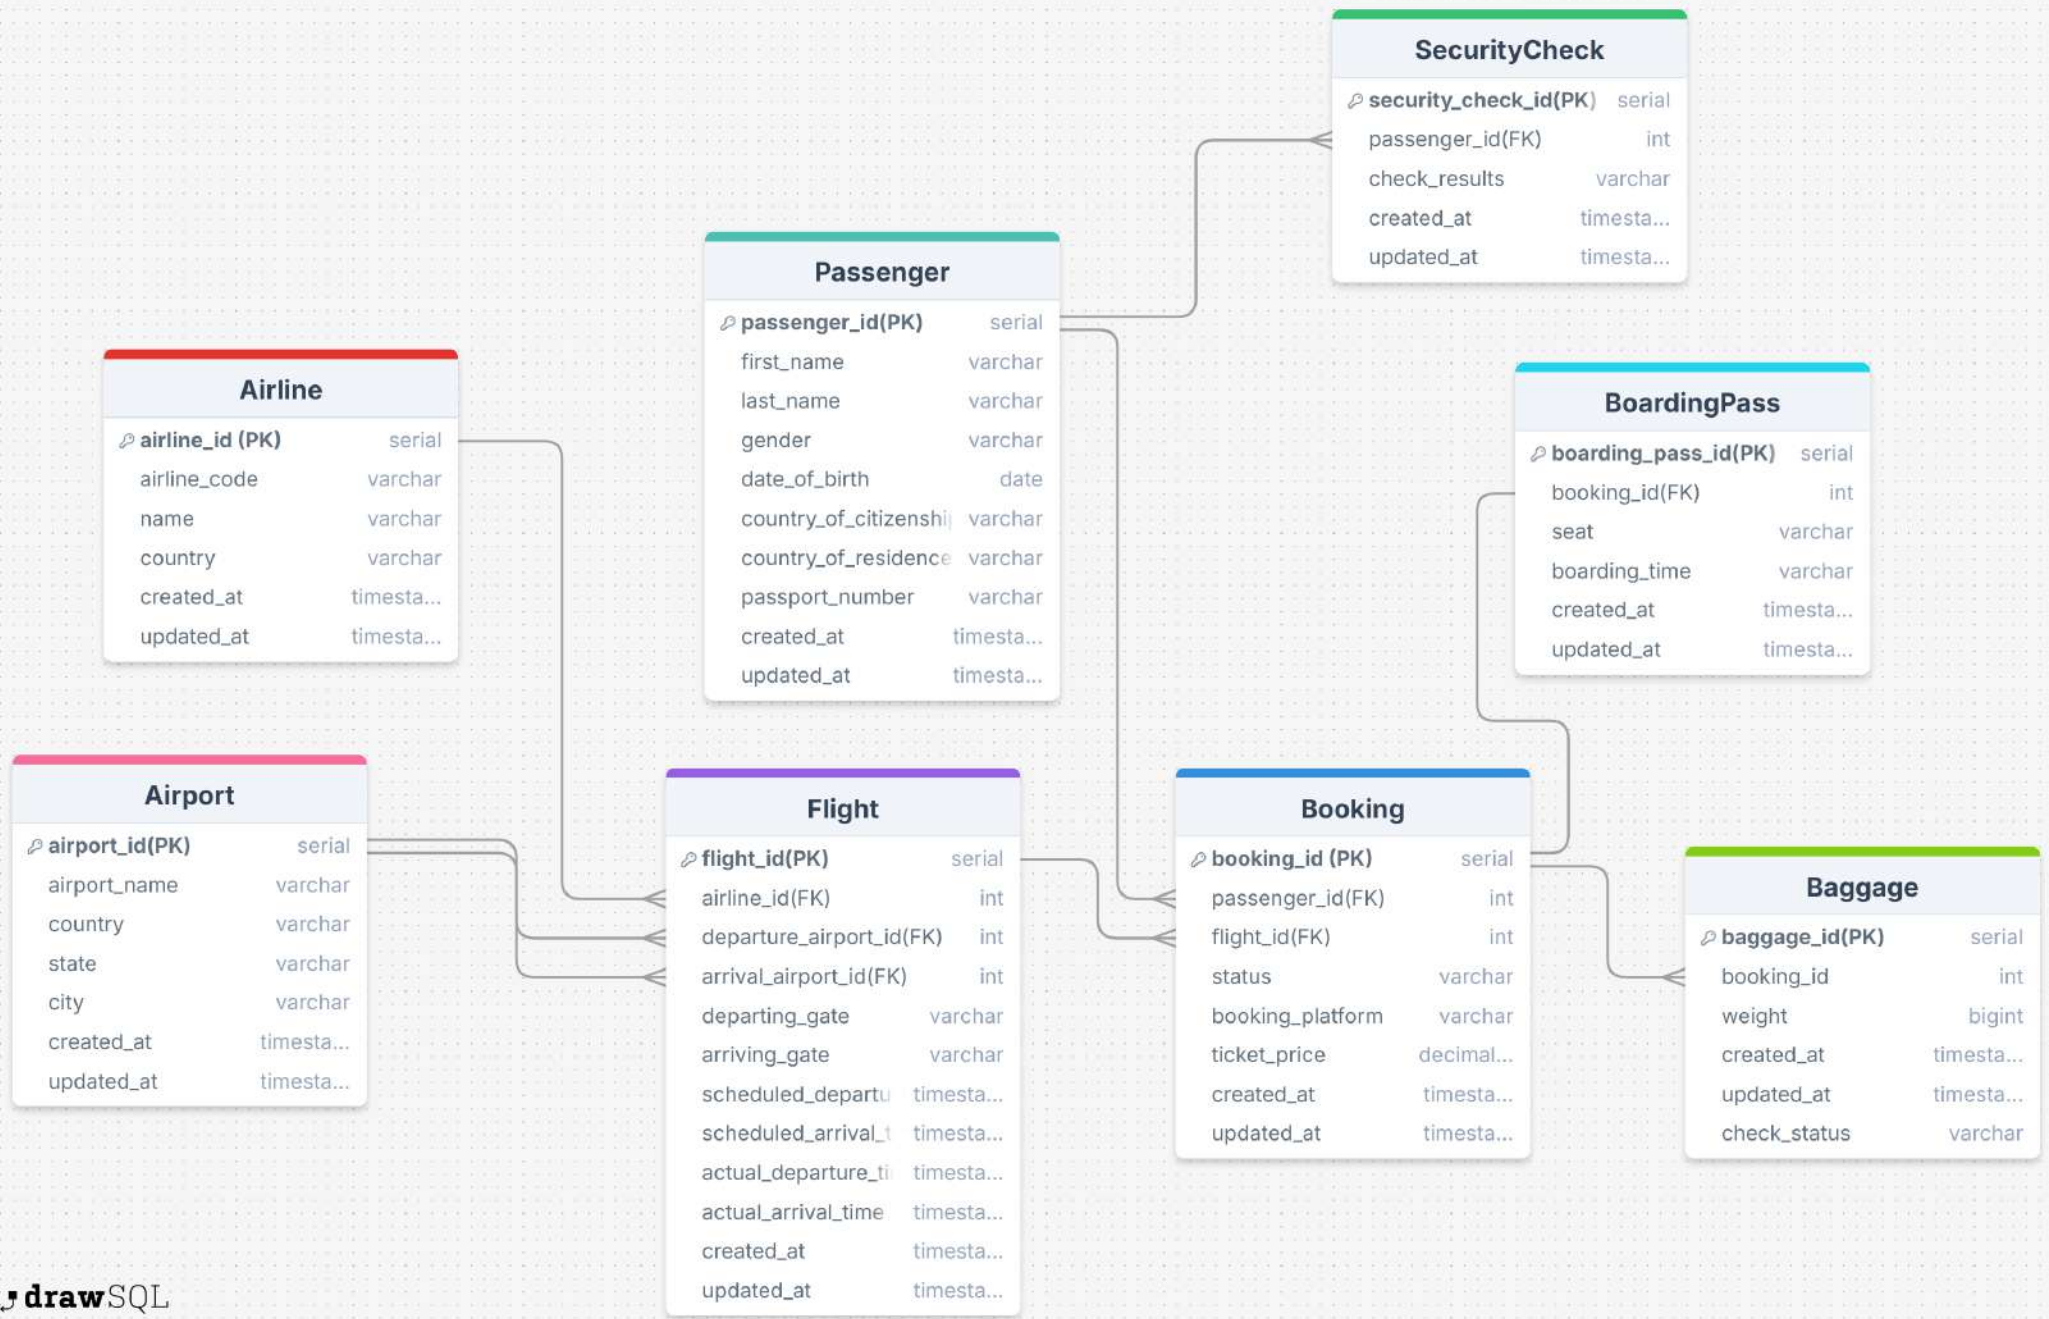 SecurityCheck
security_check_id(PK) serial
passenger_id(FK) int
check_results varchar
created_at timesta...
updated_at timesta...
Passenger
passenger_id(PK) serial
first_name varchar
last_name varchar
gender varchar
date_of_birth date
country_of_citizenshi varchar
country_of_residence varchar
passport_number varchar
created_at timesta...
updated_at timesta...
Airline
airline_id (PK) serial
airline_code varchar
name varchar
country varchar
created_at timesta...
updated_at timesta...
BoardingPass
boarding_pass_id(PK) serial
booking_id(FK) int
seat varchar
boarding_time varchar
created_at timesta...
updated_at timesta...
Airport
airport_id(PK) serial
airport_name varchar
country varchar
state varchar
city varchar
created_at timesta...
updated_at timesta...
Flight
flight_id(PK) serial
airline_id(FK) int
departure_airport_id(FK) int
arrival_airport_id(FK) int
departing_gate varchar
arriving_gate varchar
scheduled_departu timesta...
scheduled_arrival_t timesta...
actual_departure_ti timesta...
actual_arrival_time timesta...
created_at timesta...
updated_at timesta...
Booking
booking_id (PK) serial
passenger_id(FK) int
flight_id(FK) int
status varchar
booking_platform varchar
ticket_price decimal...
created_at timesta...
updated_at timesta...
Baggage
baggage_id(PK) serial
booking_id int
weight bigint
created_at timesta...
updated_at timesta...
check_status varchar
drawSQL